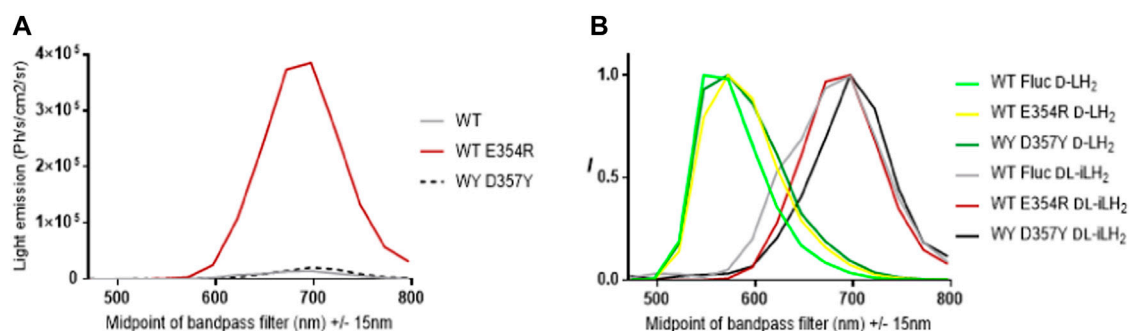 A
Light emission (Ph/s/cm2/sr)
4×10⁵
3×10⁵
2×10⁵
1×10⁵
0
500 600 700 800
Midpoint of bandpass filter (nm) +/- 15nm
WT
WT E354R
WY D357Y
B
I
1.0
0.5
0.0
500 600 700 800
Midpoint of bandpass filter (nm) +/- 15nm
WT Fluc D-LH₂
WT E354R D-LH₂
WY D357Y D-LH₂
WT Fluc DL-iLH₂
WT E354R DL-iLH₂
WY D357Y DL-iLH₂